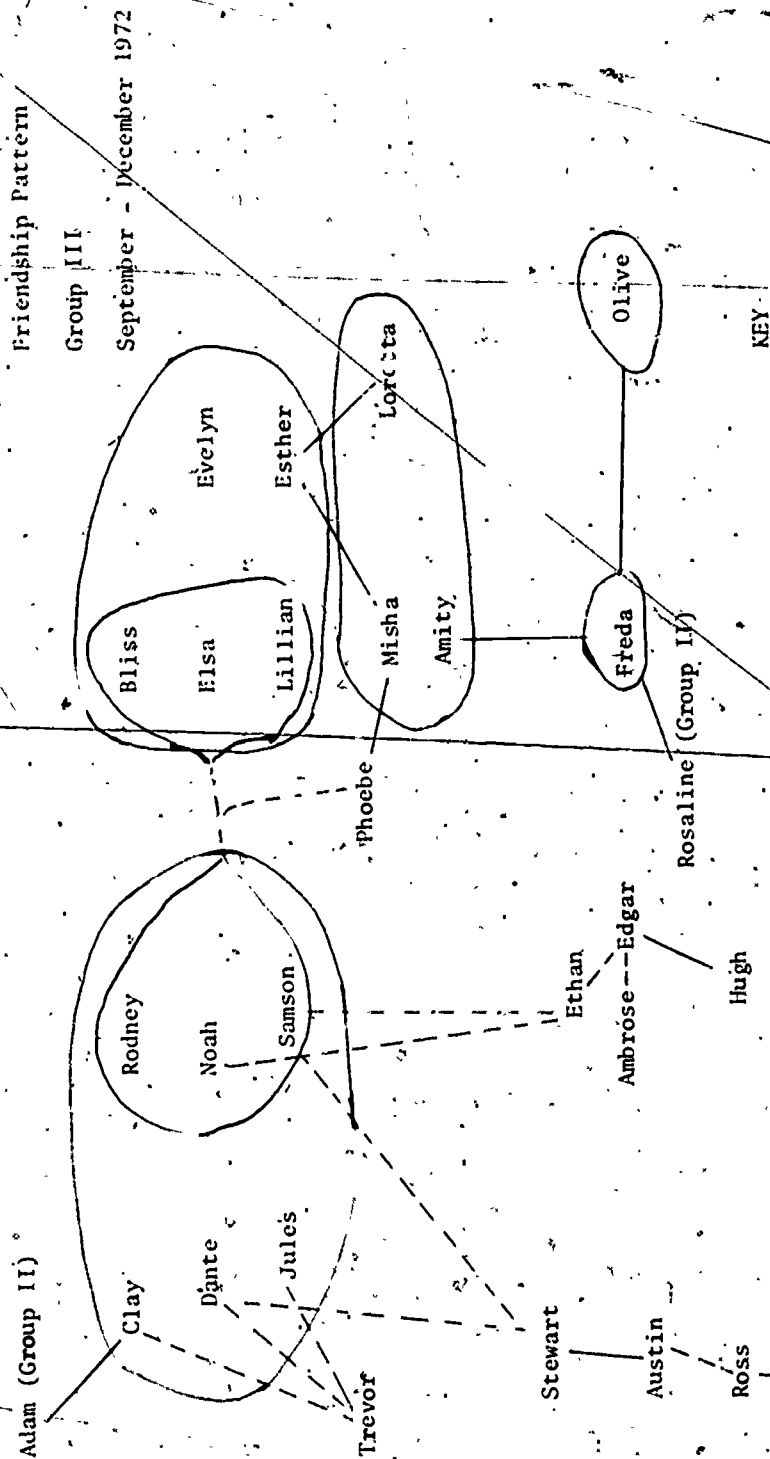 Friendship Pattern
Group III
September - December 1972
Adam (Group II)
Clay
Dante
Jules
Trevor
Rodney
Noah
Samson
Bliss
Elsa
Lillian
Evelyn
Esther
Phoebe
Misha
Loretta
Amity
Stewart
Austin
Ross
Ethan
Ambrose---Edgar
Hugh
Freda
Olive
Rosaline (Group II)
KEY